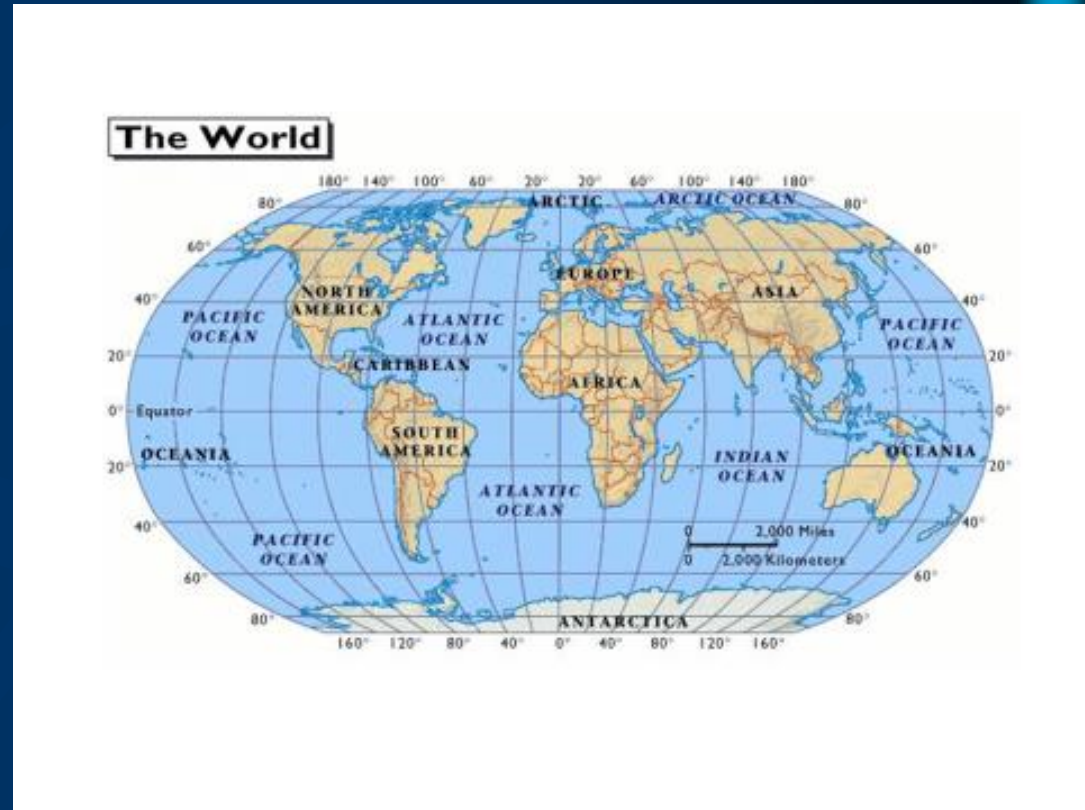 The World
180° 140° 100° 60° 20° 20° 60° 100° 140° 180°
80° ARCTIC ARCTIC OCEAN 80°
60° 60°
EUROPE
NORTH AMERICA
ASIA
40° 40°
PACIFIC OCEAN
ATLANTIC OCEAN
PACIFIC OCEAN
20° 20°
CARIBBEAN
AFRICA
0° Equator 0°
SOUTH AMERICA
OCEANIA
INDIAN OCEAN
OCEANIA
20° 20°
ATLANTIC OCEAN
40° 40°
0 2,000 Miles
0 2,000 Kilometers
PACIFIC OCEAN
60° 60°
80° ANTARCTICA 80°
160° 120° 80° 40° 0° 40° 80° 120° 160°